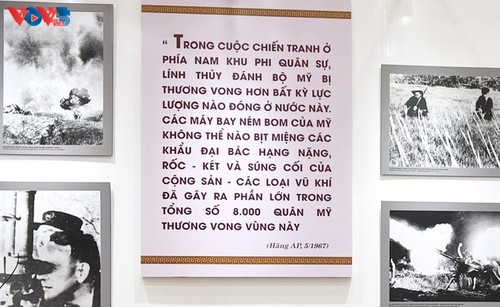 VOV5
“ TRONG CUỘC CHIẾN TRANH Ở
PHÍA NAM KHU PHI QUÂN SỰ,
LÍNH THỦY ĐÁNH BỘ MỸ BỊ
THƯƠNG VONG HƠN BẤT KỲ LỰC
LƯỢNG NÀO ĐÓNG Ở NƯỚC NÀY.
CÁC MÁY BAY NÉM BOM CỦA MỸ
KHÔNG THỂ NÀO BỊT MIỆNG CÁC
KHẨU ĐẠI BÁC HẠNG NẶNG,
RỐC - KÉT VÀ SÚNG CỐI CỦA
CỘNG SẢN - CÁC LOẠI VŨ KHÍ
ĐÃ GÂY RA PHẦN LỚN TRONG
TỔNG SỐ 8.000 QUÂN MỸ
THƯƠNG VONG VÙNG NÀY
(Hãng AP, 5/1967)